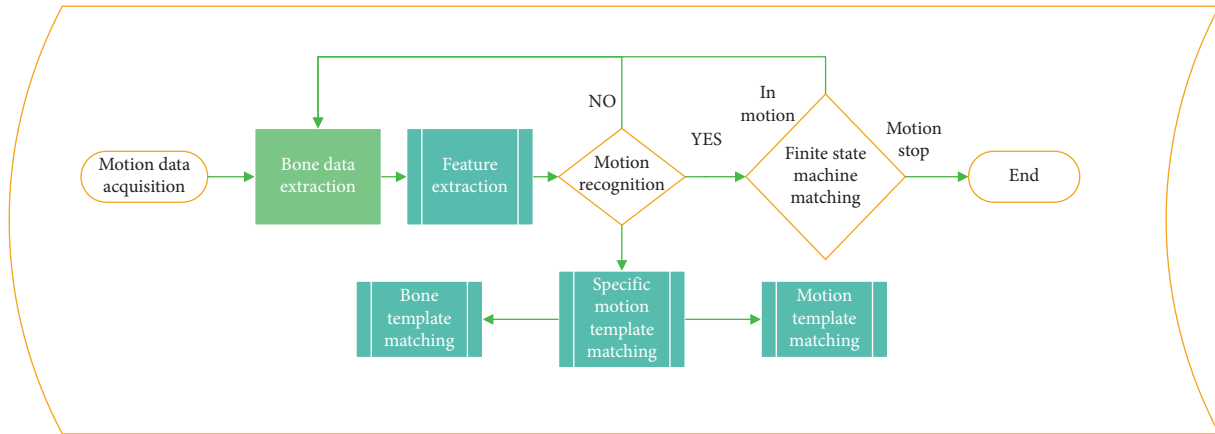 Motion data
acquisition
Bone data
extraction
Feature
extraction
NO
Motion
recognition
YES
In
motion
Finite state
machine
matching
Motion
stop
End
Bone
template
matching
Specific
motion
template
matching
Motion
template
matching